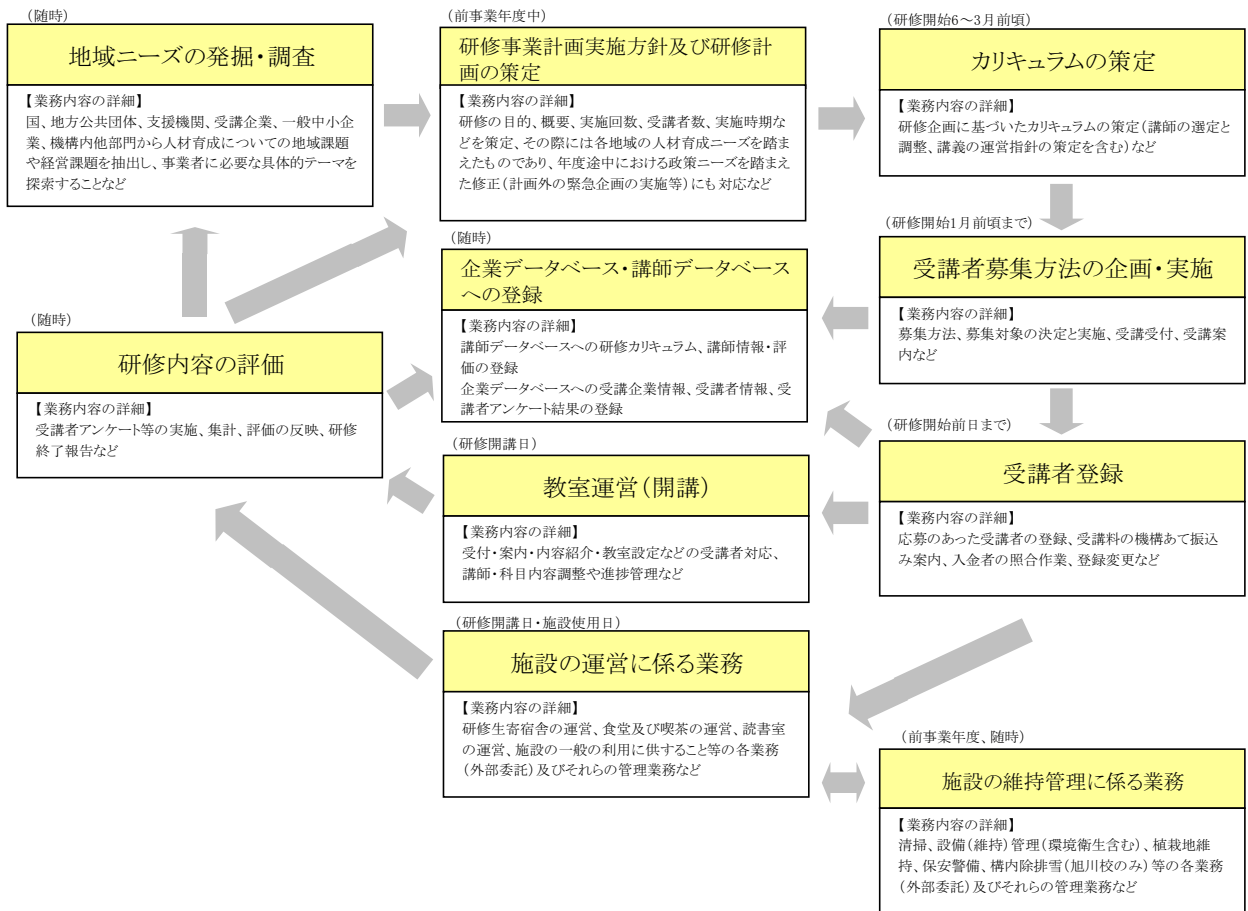 (随時)
地域ニーズの発掘・調査
【業務内容の詳細】
国、地方公共団体、支援機関、受講企業、一般中小企
業、機構内他部門から人材育成についての地域課題
や経営課題を抽出し、事業者に必要な具体的テーマを
探索することなど
(前事業年度中)
研修事業計画実施方針及び研修計
画の策定
【業務内容の詳細】
研修の目的、概要、実施回数、受講者数、実施時期な
どを策定、その際には各地域の人材育成ニーズを踏ま
えたものであり、年度途中における政策ニーズを踏まえ
た修正(計画外の緊急企画の実施等)にも対応など
(研修開始6~3月前頃)
カリキュラムの策定
【業務内容の詳細】
研修企画に基づいたカリキュラムの策定(講師の選定と
調整、講義の運営指針の策定を含む)など
(研修開始1月前頃まで)
受講者募集方法の企画・実施
【業務内容の詳細】
募集方法、募集対象の決定と実施、受講受付、受講案
内など
(随時)
企業データベース・講師データベース
への登録
【業務内容の詳細】
講師データベースへの研修カリキュラム、講師情報・評
価の登録
企業データベースへの受講企業情報、受講者情報、受
講者アンケート結果の登録
(随時)
研修内容の評価
【業務内容の詳細】
受講者アンケート等の実施、集計、評価の反映、研修
終了報告など
(研修開始前日まで)
受講者登録
【業務内容の詳細】
応募のあった受講者の登録、受講料の機構あて振込
み案内、入金者の照合作業、登録変更など
(研修開講日)
教室運営(開講)
【業務内容の詳細】
受付・案内・内容紹介・教室設定などの受講者対応、
講師・科目内容調整や進捗管理など
(研修開講日・施設使用日)
施設の運営に係る業務
【業務内容の詳細】
研修生寄宿舎の運営、食堂及び喫茶の運営、読書室
の運営、施設の一般の利用に供すること等の各業務
(外部委託)及びそれらの管理業務など
(前事業年度、随時)
施設の維持管理に係る業務
【業務内容の詳細】
清掃、設備(維持)管理(環境衛生含む)、植栽地維
持、保安警備、構内除排雪(旭川校のみ)等の各業務
(外部委託)及びそれらの管理業務など